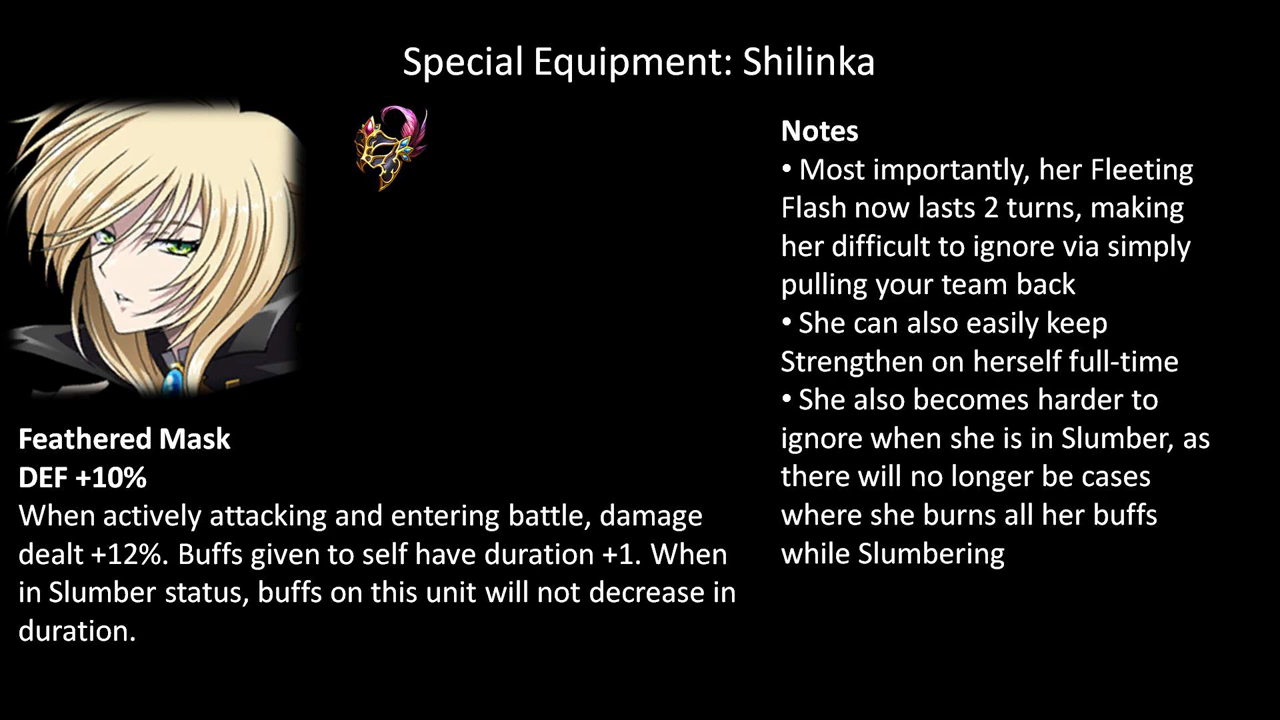 Special Equipment: Shilinka
Feathered Mask
DEF +10%
When actively attacking and entering battle, damage
dealt +12%. Buffs given to self have duration +1. When
in Slumber status, buffs on this unit will not decrease in
duration.
Notes
• Most importantly, her Fleeting
Flash now lasts 2 turns, making
her difficult to ignore via simply
pulling your team back
• She can also easily keep
Strengthen on herself full-time
• She also becomes harder to
ignore when she is in Slumber, as
there will no longer be cases
where she burns all her buffs
while Slumbering